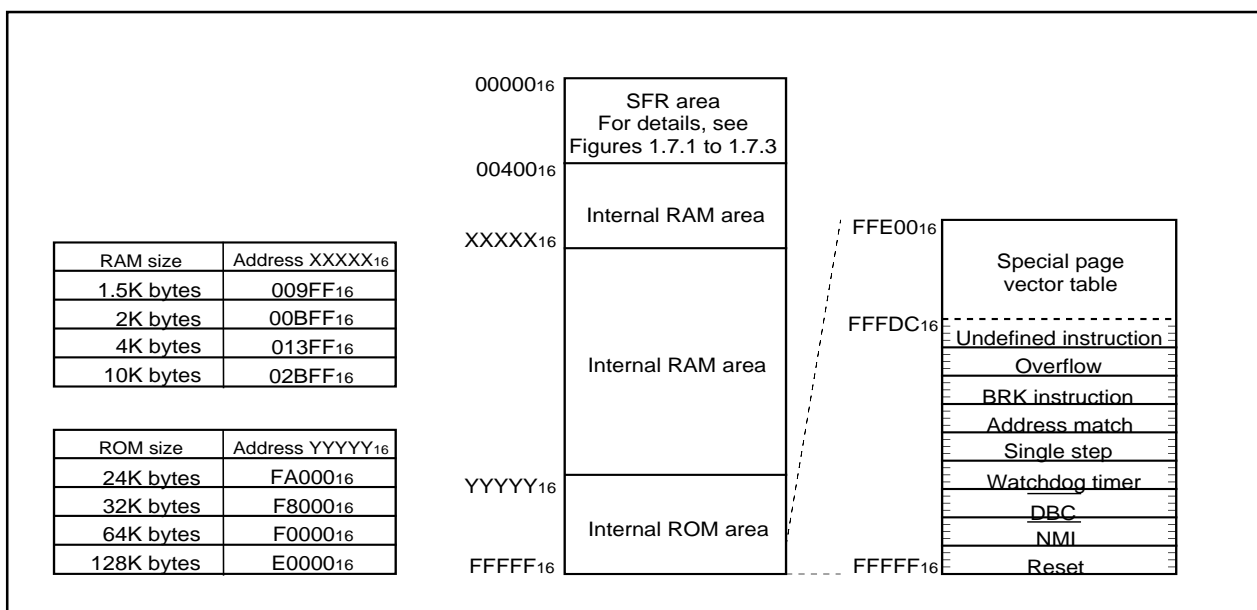 RAM size Address XXXXX16
1.5K bytes 009FF16
2K bytes 00BFF16
4K bytes 013FF16
10K bytes 02BFF16
ROM size Address YYYYY16
24K bytes FA00016
32K bytes F800016
64K bytes F000016
128K bytes E000016
0000016
SFR area
For details, see
Figures 1.7.1 to 1.7.3
0040016
Internal RAM area
XXXXX16
Internal RAM area
YYYYY16
Internal ROM area
FFFFF16
FFE0016
Special page
vector table
FFFDC16
Undefined instruction
Overflow
BRK instruction
Address match
Single step
Watchdog timer
DBC
NMI
Reset
FFFFF16